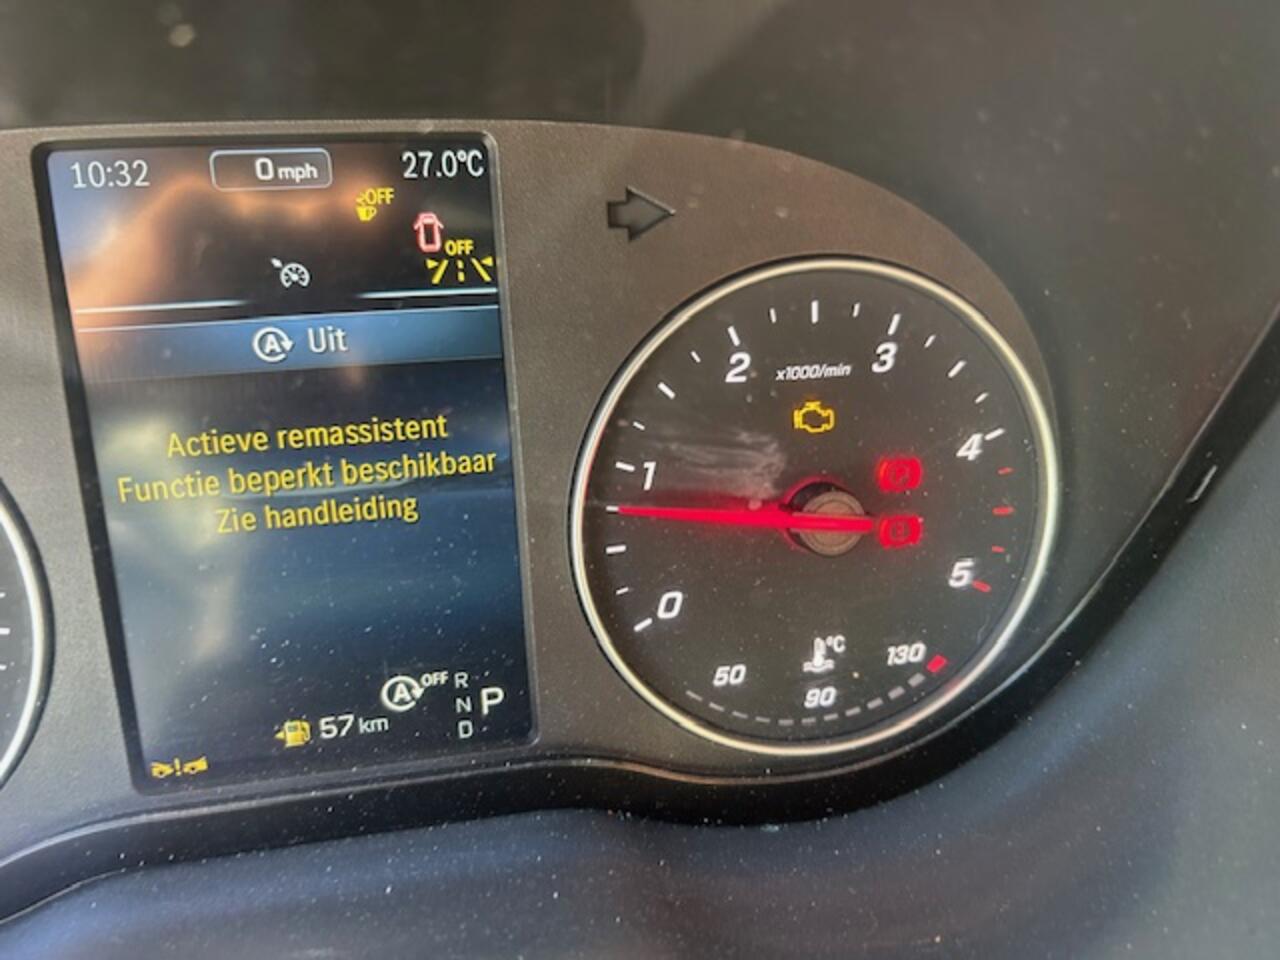 10:32 0 mph 27.0°C
OFF
OFF
A Uit
Actieve remassistent
Functie beperkt beschikbaar
Zie handleiding
A OFF R
N P
D
57 km
0
1
2
x1000/min
3
4
5
P
°C
50
90
130